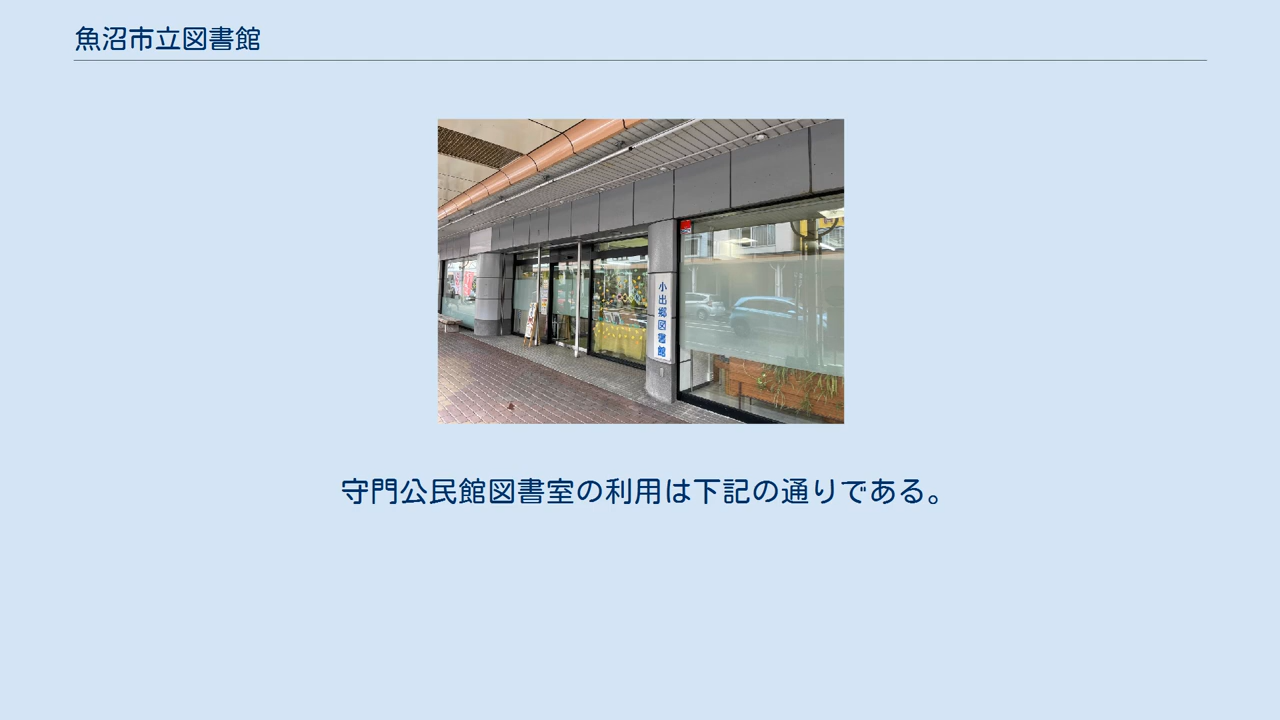 魚沼市立図書館
小出郷図書館
守門公民館図書室の利用は下記の通りである。